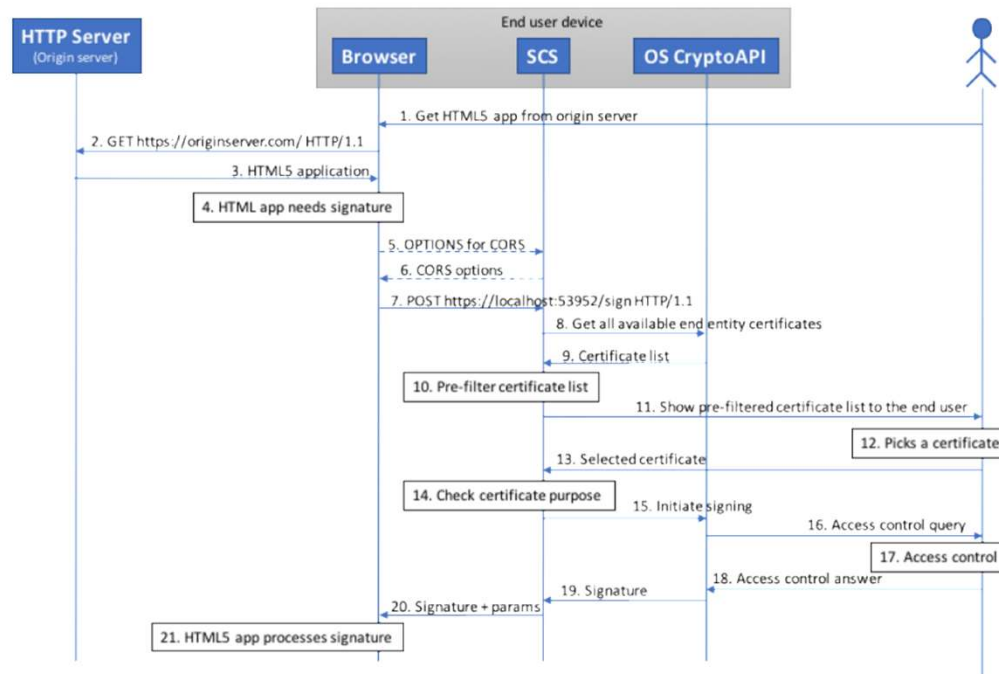 End user device
HTTP Server
(Origin server)
Browser
SCS
OS CryptoAPI
1. Get HTML5 app from origin server
2. GET https://originserver.com/ HTTP/1.1
3. HTML5 application
4. HTML app needs signature
5. OPTIONS for CORS
6. CORS options
7. POST https://localhost:53952/sign HTTP/1.1
8. Get all available end entity certificates
9. Certificate list
10. Pre-filter certificate list
11. Show pre-filtered certificate list to the end user
12. Picks a certificate
13. Selected certificate
14. Check certificate purpose
15. Initiate signing
16. Access control query
17. Access control
18. Access control answer
19. Signature
20. Signature + params
21. HTML5 app processes signature